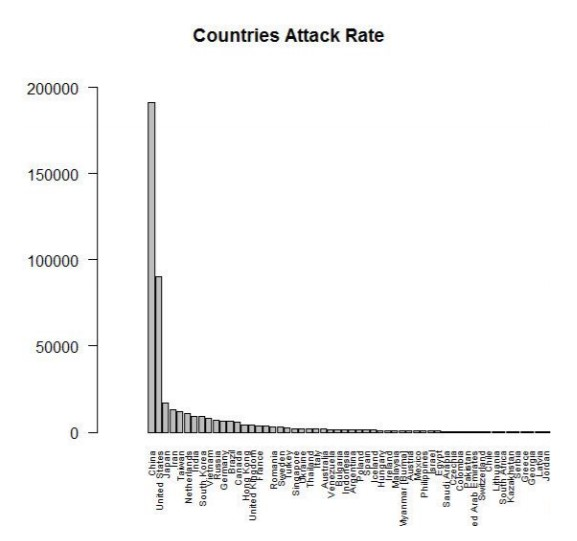 Countries Attack Rate
200000
150000
100000
50000
0
China
United States
Japan
Iran
Taiwan
Netherlands
India
South Korea
Vietnam
Russia
Germany
Brazil
Canada
Hong Kong
United Kingdom
France
Romania
Sweden
Turkey
Singapore
Ukraine
Thailand
Italy
Australia
Venezuela
Bulgaria
Indonesia
Argentina
Poland
Spain
Iceland
Hungary
Ireland
Malaysia
Myanmar (Burma)
Austria
Mexico
Philippines
Israel
Egypt
Saudi Arabia
Czechia
Colombia
Pakistan
ed Arab Emirates
Switzerland
Chile
Lithuania
South Africa
Kazakhstan
Serbia
Greece
Georgia
Latvia
Jordan